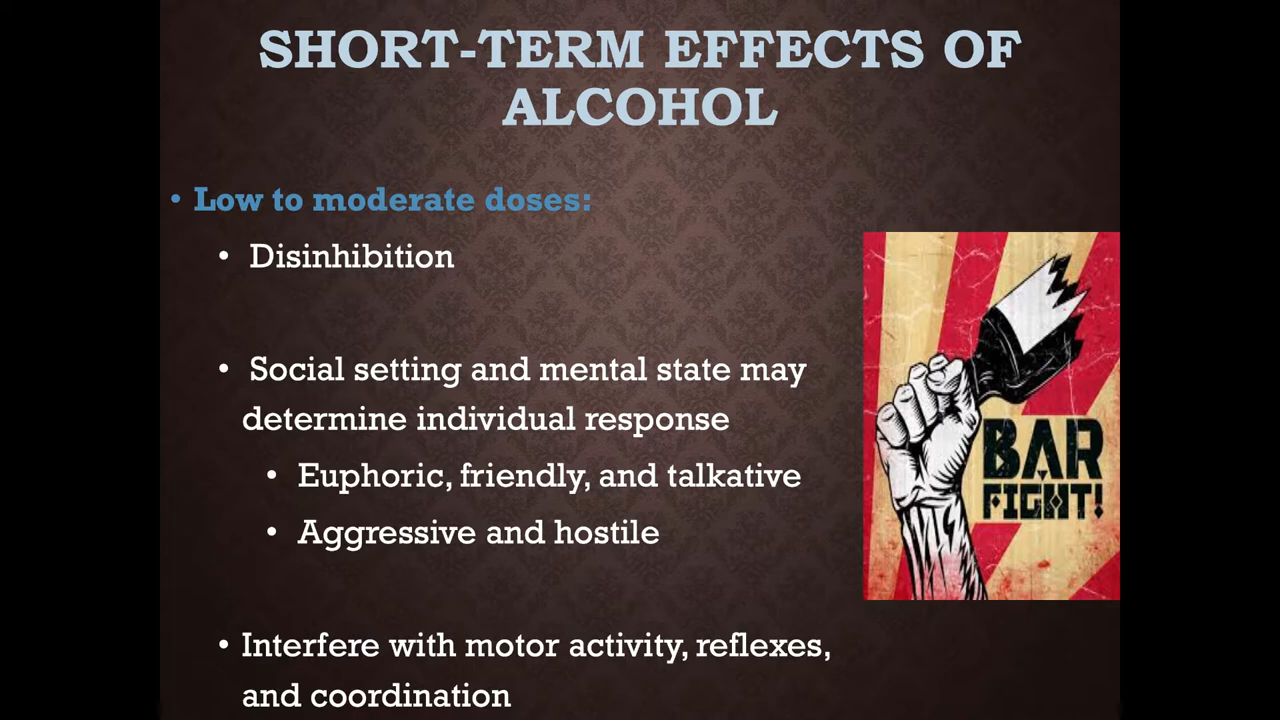 SHORT-TERM EFFECTS OF
ALCOHOL
• Low to moderate doses:
• Disinhibition
• Social setting and mental state may
determine individual response
• Euphoric, friendly, and talkative
• Aggressive and hostile
• Interfere with motor activity, reflexes,
and coordination
BAR
FIGHT!